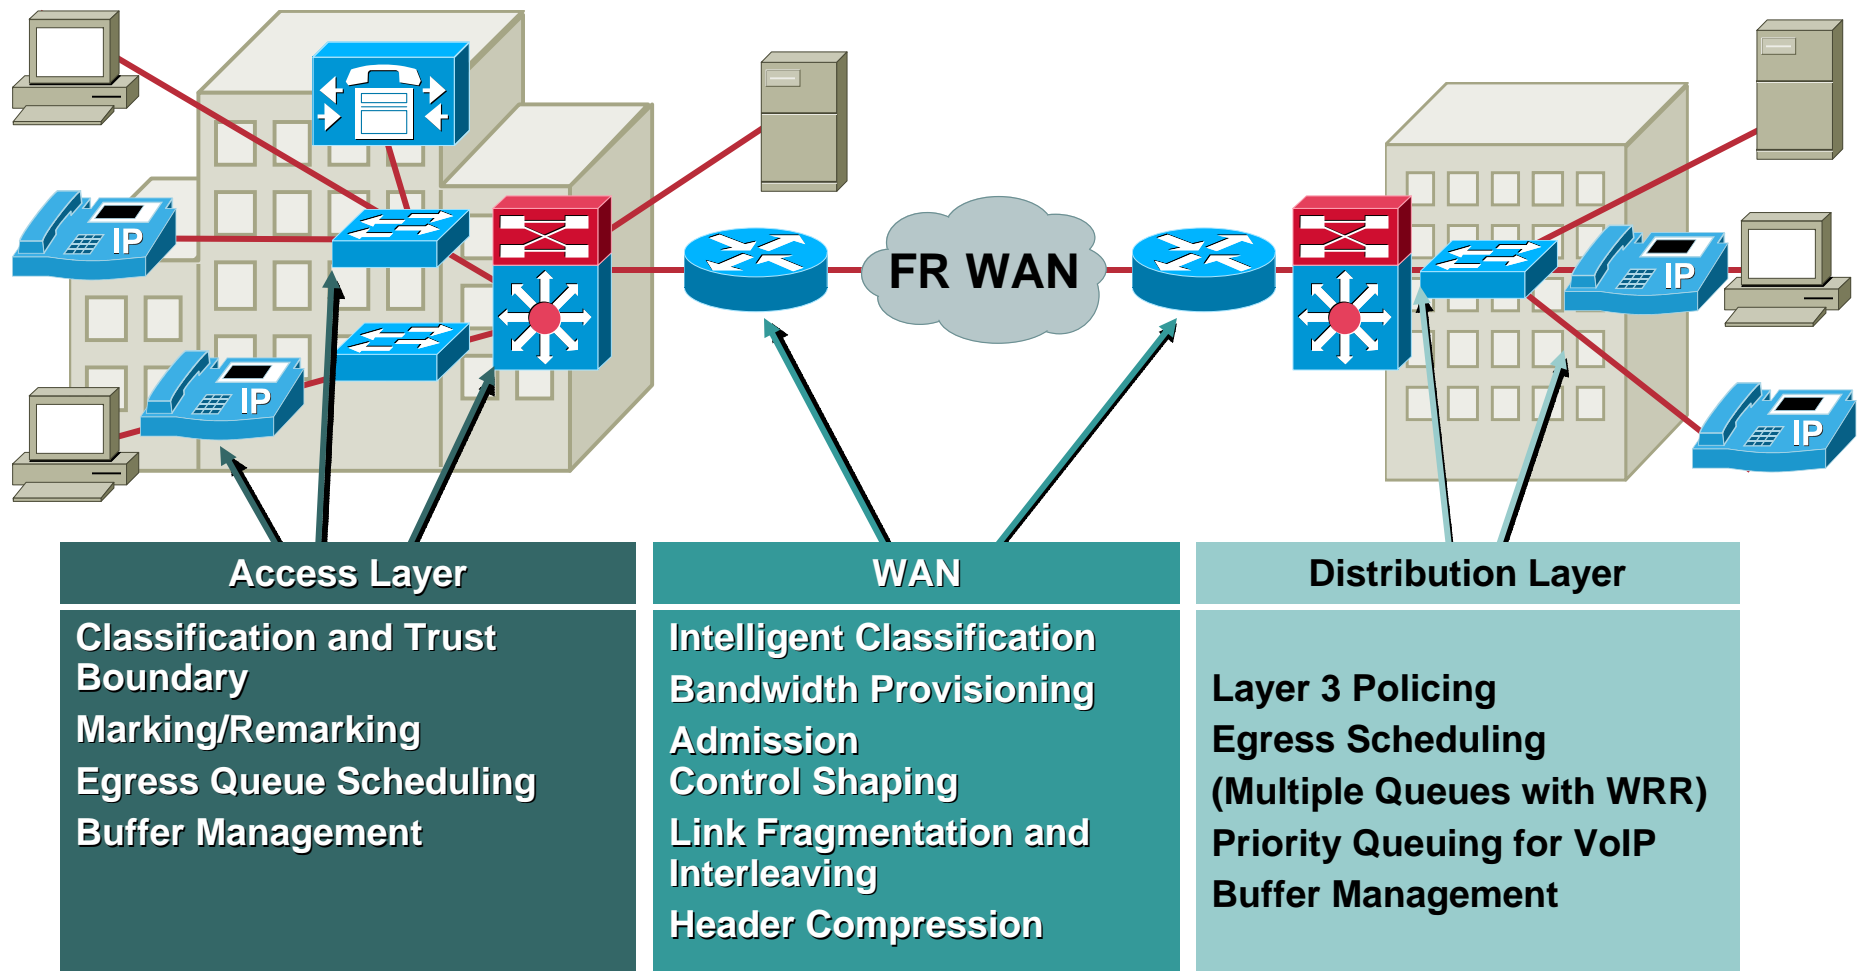 IP
IP
FR WAN
IP
IP
Access Layer
Classification and Trust
Boundary
Marking/Remarking
Egress Queue Scheduling
Buffer Management
WAN
Intelligent Classification
Bandwidth Provisioning
Admission
Control Shaping
Link Fragmentation and
Interleaving
Header Compression
Distribution Layer
Layer 3 Policing
Egress Scheduling
(Multiple Queues with WRR)
Priority Queuing for VoIP
Buffer Management